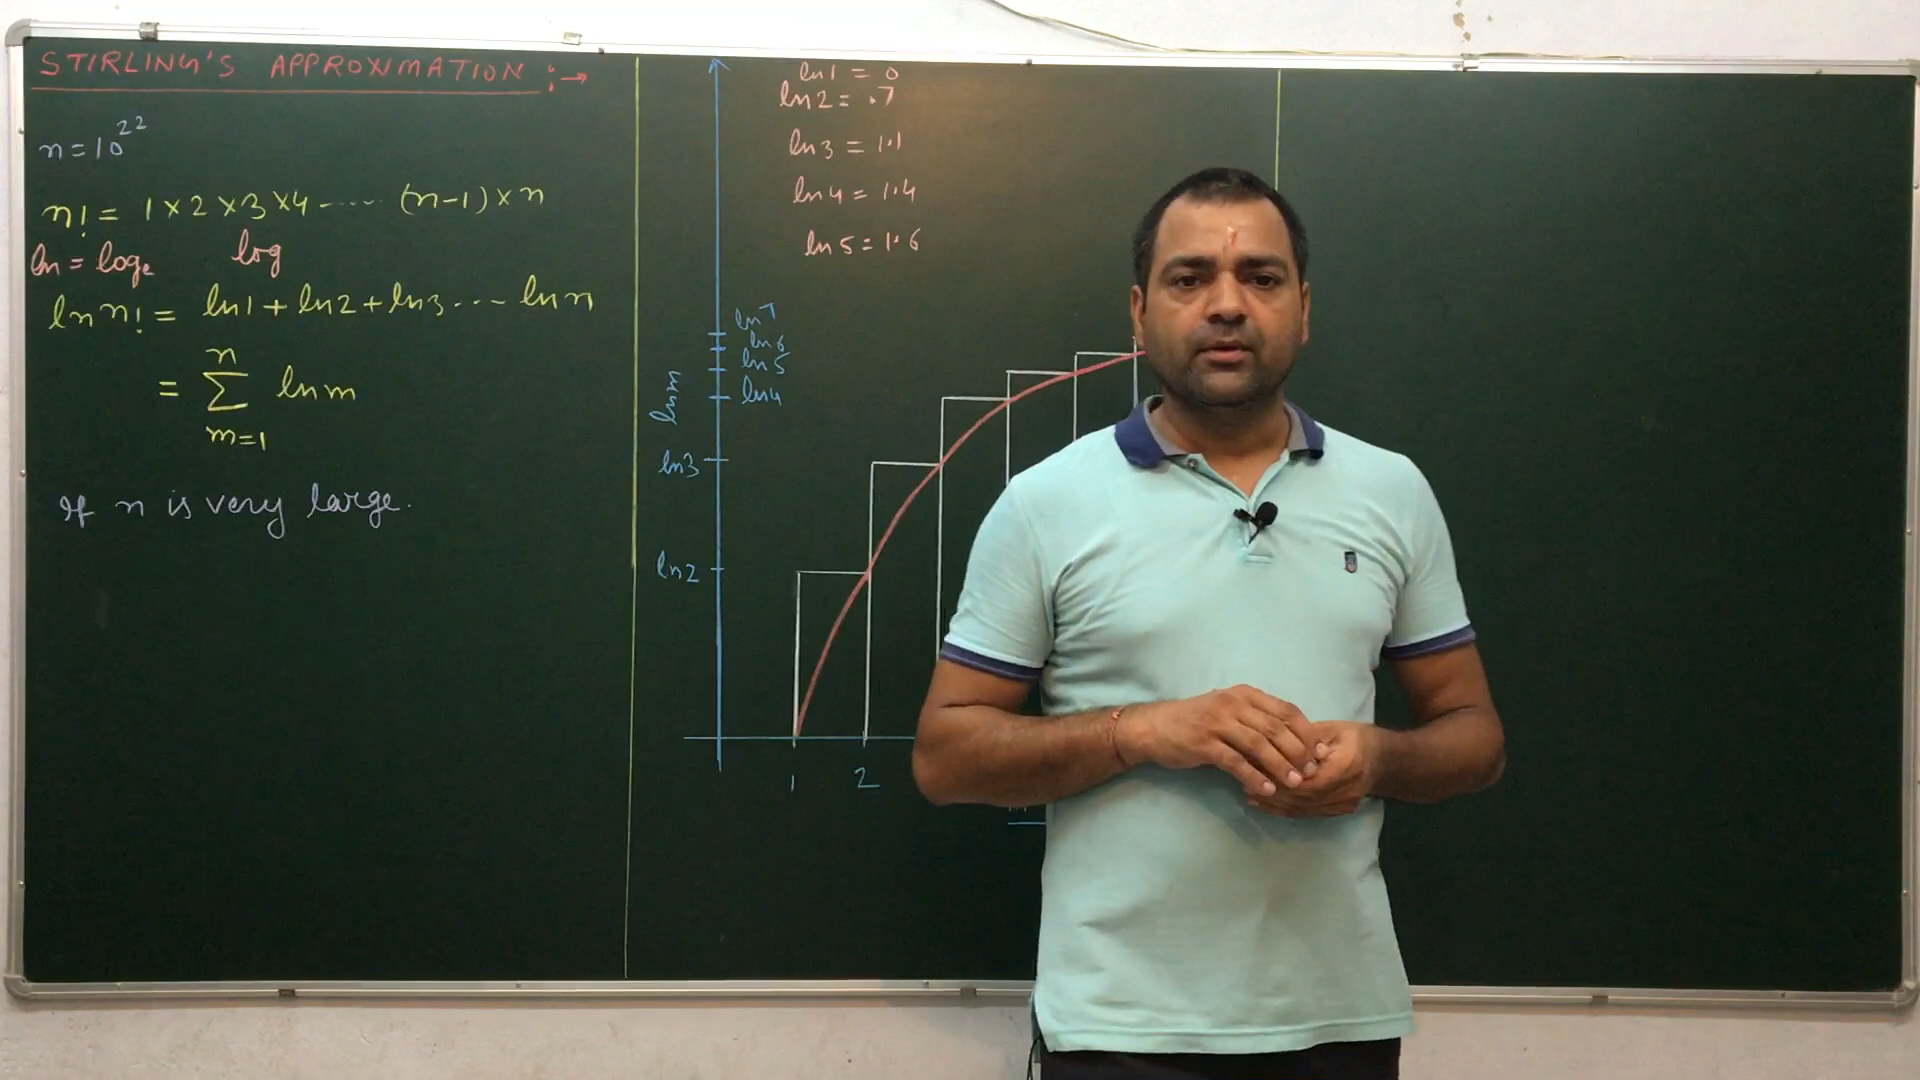 STIRLING'S APPROXMATION :→
n = 10²²
n! = 1 × 2 × 3 × 4 ------ (n-1) × n
ln = logₑ log
ln n! = ln1 + ln2 + ln3 --- ln n
n
= Σ ln m
m=1
If n is very large.
ln1 = 0
ln2 = .7
ln3 = 1.1
ln4 = 1.4
ln5 = 1.6
ln7
ln6
ln5
ln4
lnm
ln3
ln2
1 2